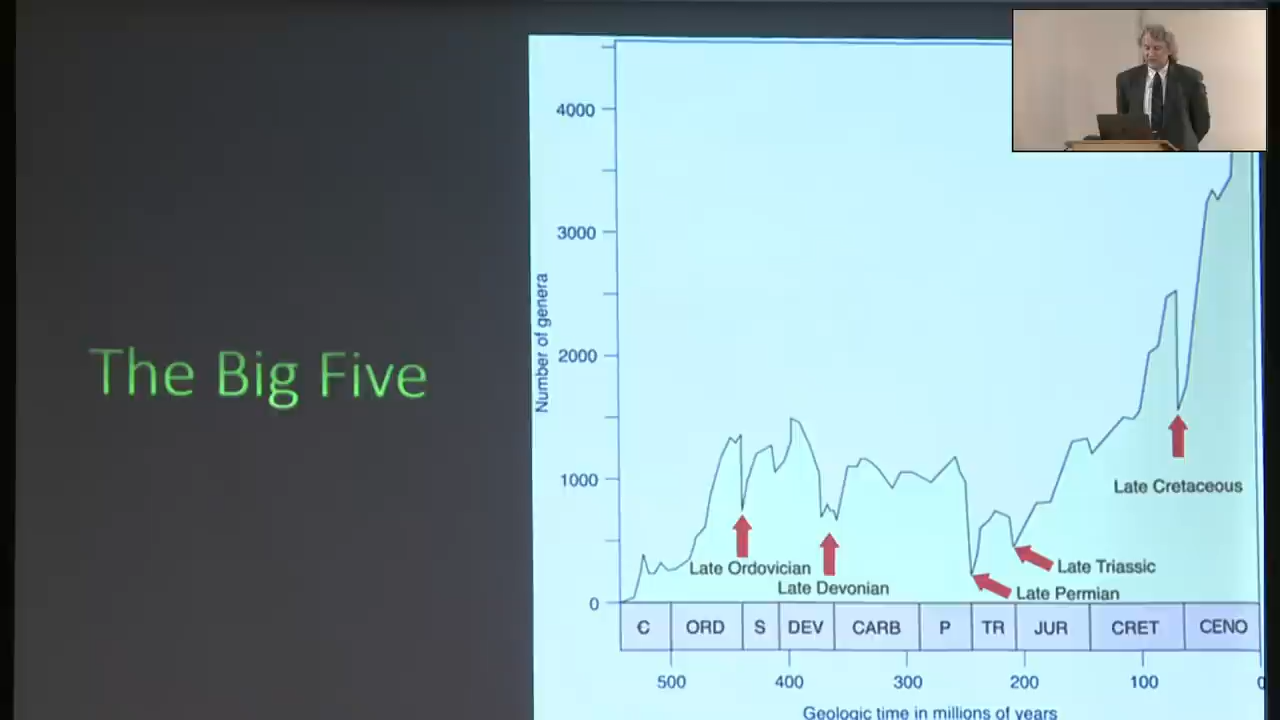 The Big Five
Number of genera
4000
3000
2000
1000
0
Late Ordovician
Late Devonian
Late Permian
Late Triassic
Late Cretaceous
Є ORD S DEV CARB P TR JUR CRET CENO
500 400 300 200 100 0
Geologic time in millions of years